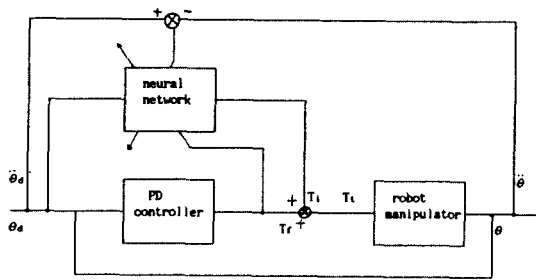 + −
neural
network
θ̈d
PD
controller
+ Ti Tt
Tf +
robot
manipulator
θ̈
θd
θ